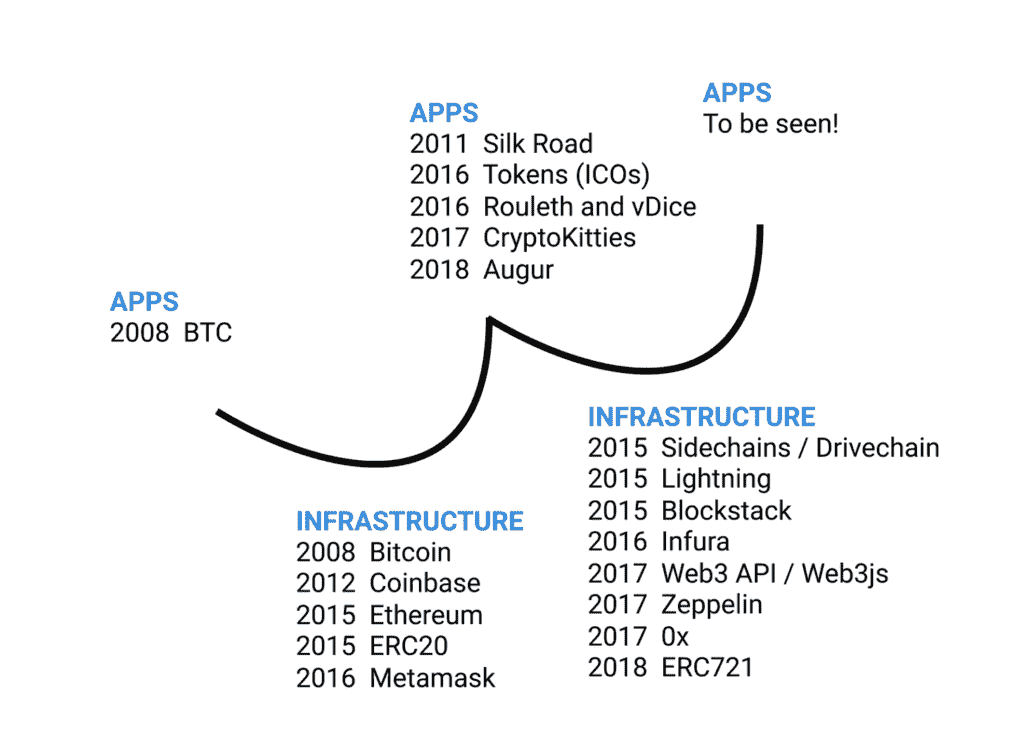 APPS
2008 BTC
INFRASTRUCTURE
2008 Bitcoin
2012 Coinbase
2015 Ethereum
2015 ERC20
2016 Metamask
APPS
2011 Silk Road
2016 Tokens (ICOs)
2016 Rouleth and vDice
2017 CryptoKitties
2018 Augur
INFRASTRUCTURE
2015 Sidechains / Drivechain
2015 Lightning
2015 Blockstack
2016 Infura
2017 Web3 API / Web3js
2017 Zeppelin
2017 0x
2018 ERC721
APPS
To be seen!